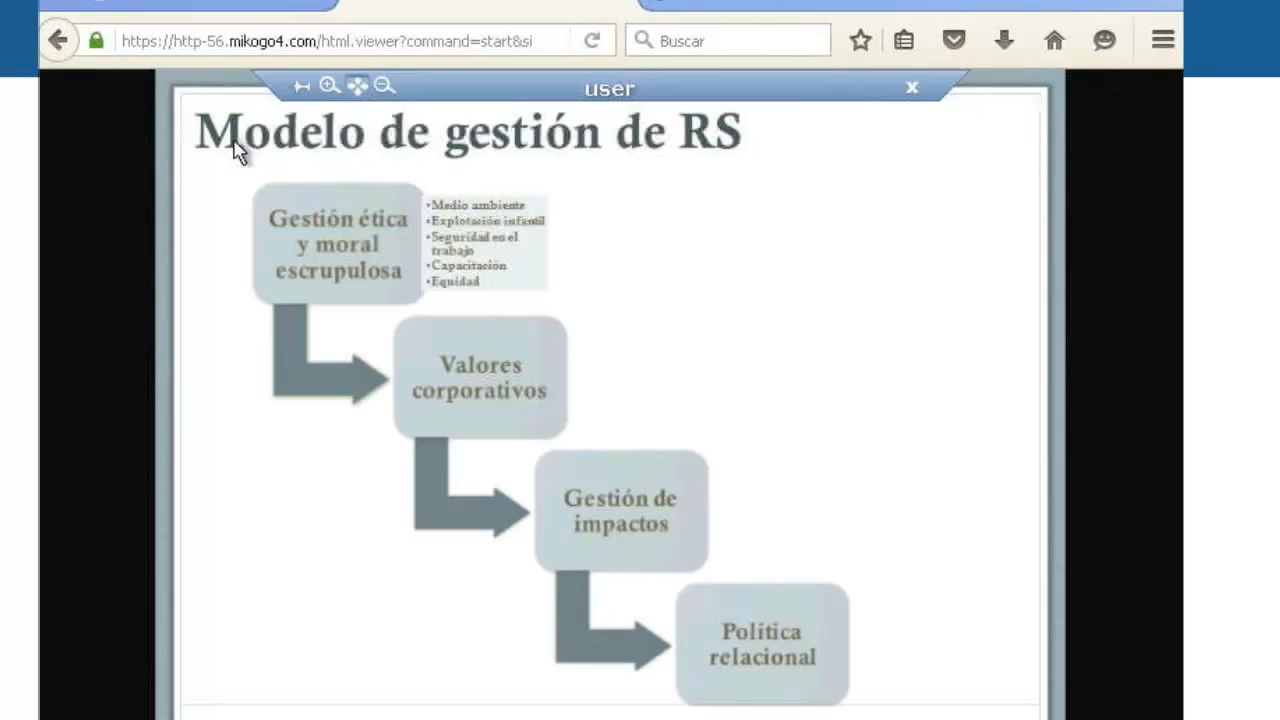 https://http-56.mikogo4.com/html.viewer?command=start&si
Buscar
user
x
Modelo de gestión de RS
Gestión ética
y moral
escrupulosa
•Medio ambiente
•Explotación infantil
•Seguridad en el
trabajo
•Capacitación
•Equidad
Valores
corporativos
Gestión de
impactos
Política
relacional